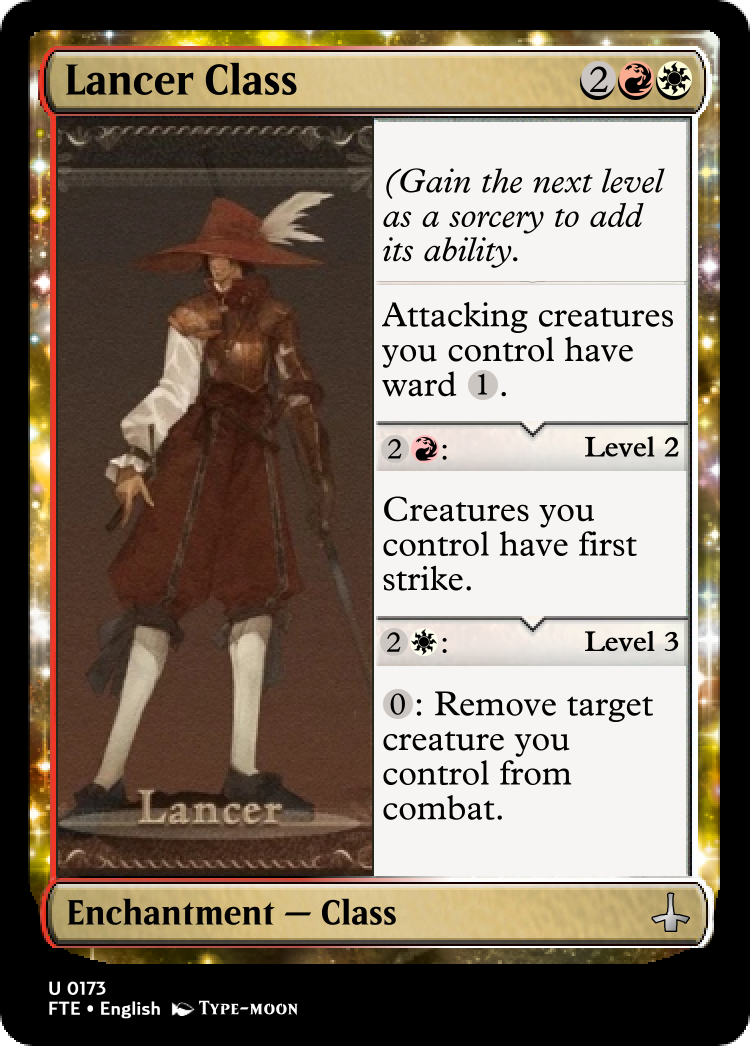 Lancer Class 2
(Gain the next level
as a sorcery to add
its ability.
Attacking creatures
you control have
ward 1.
2 : Level 2
Creatures you
control have first
strike.
2 : Level 3
0: Remove target
creature you
control from
combat.
Lancer
Enchantment — Class
U 0173
FTE • English TYPE-MOON